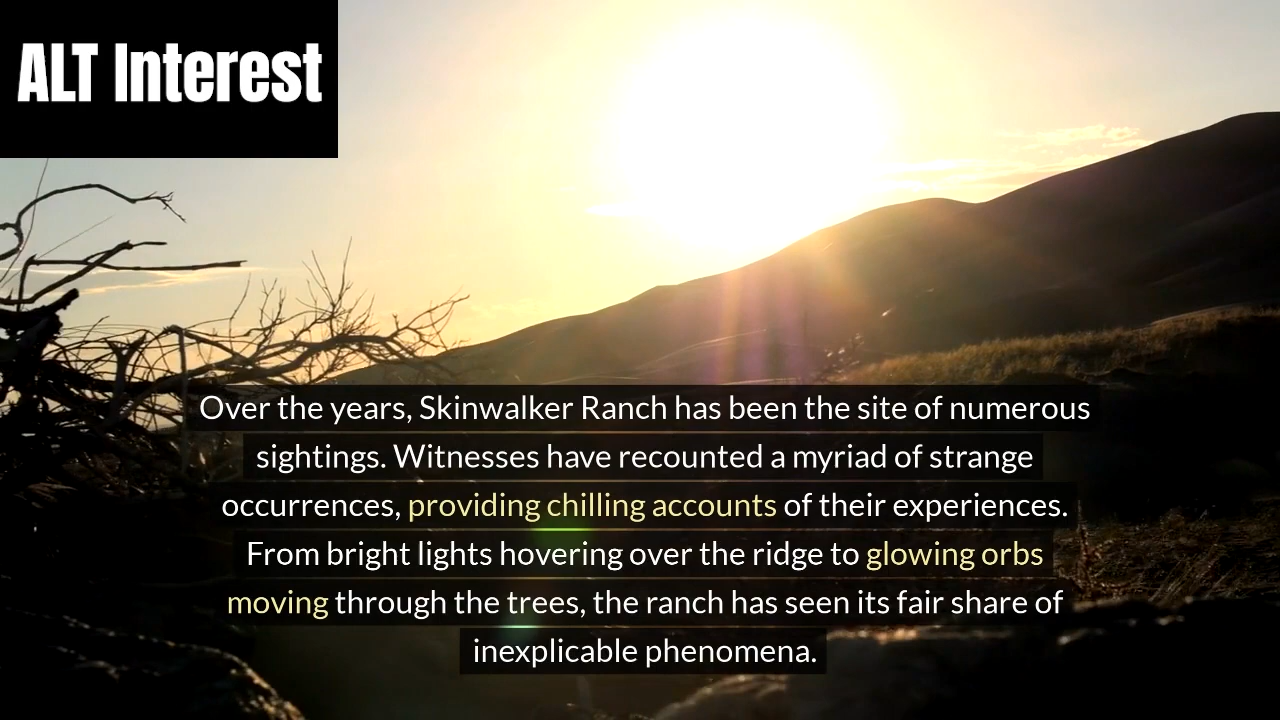 ALT Interest
Over the years, Skinwalker Ranch has been the site of numerous
sightings. Witnesses have recounted a myriad of strange
occurrences, providing chilling accounts of their experiences.
From bright lights hovering over the ridge to glowing orbs
moving through the trees, the ranch has seen its fair share of
inexplicable phenomena.